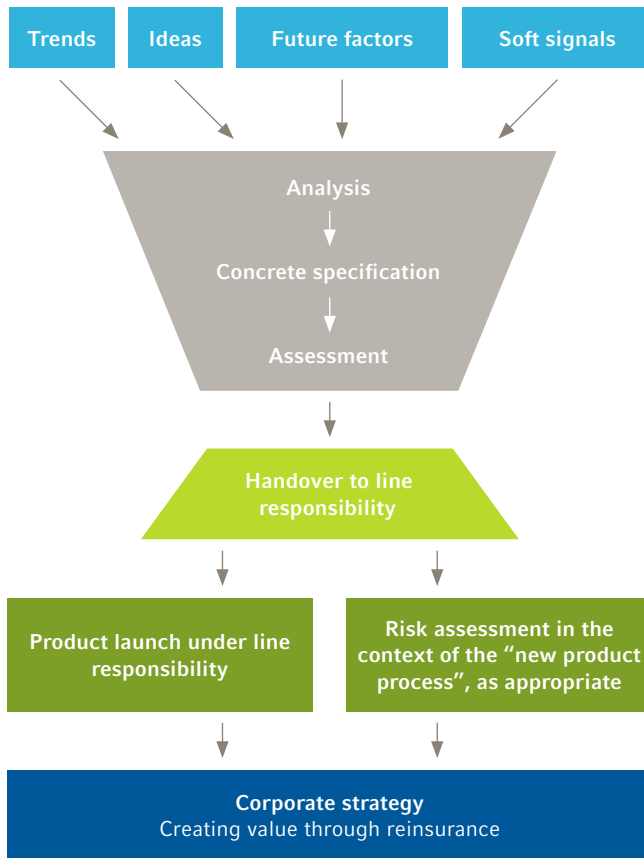 Trends
Ideas
Future factors
Soft signals
Analysis
Concrete specification
Assessment
Handover to line
responsibility
Product launch under line
responsibility
Risk assessment in the
context of the “new product
process”, as appropriate
Corporate strategy
Creating value through reinsurance